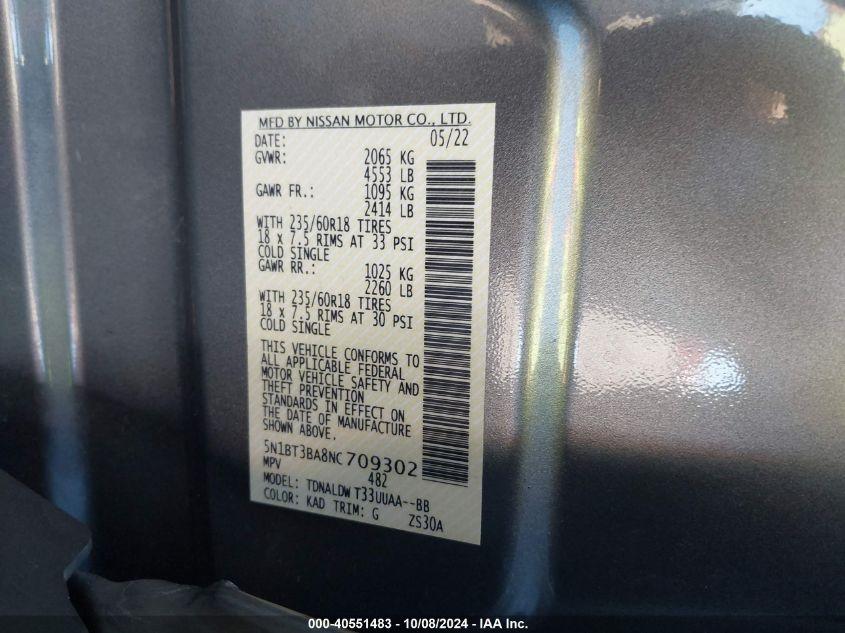 MFD BY NISSAN MOTOR CO., LTD.
DATE: 05/22
GVWR: 2065 KG
4553 LB
GAWR FR.: 1095 KG
2414 LB
WITH 235/60R18 TIRES
18 x 7.5 RIMS AT 33 PSI
COLD SINGLE
GAWR RR.: 1025 KG
2260 LB
WITH 235/60R18 TIRES
18 x 7.5 RIMS AT 30 PSI
COLD SINGLE
THIS VEHICLE CONFORMS TO
ALL APPLICABLE FEDERAL
MOTOR VEHICLE SAFETY AND
THEFT PREVENTION
STANDARDS IN EFFECT ON
THE DATE OF MANUFACTURE
SHOWN ABOVE.
5N1BT3BA8NC709302
MPV 482
MODEL: TDNALDW T33UUAA--BB
COLOR: KAD TRIM: G ZS30A
000-40551483 - 10/08/2024 - IAA Inc.